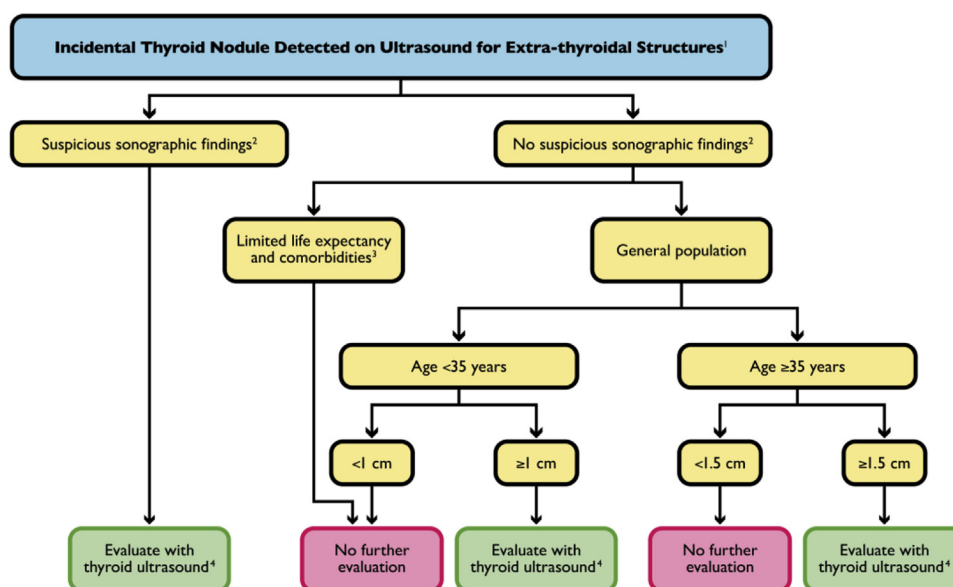 Incidental Thyroid Nodule Detected on Ultrasound for Extra-thyroidal Structures¹
Suspicious sonographic findings²
No suspicious sonographic findings²
Limited life expectancy
and comorbidities³
General population
Age <35 years
Age ≥35 years
<1 cm
≥1 cm
<1.5 cm
≥1.5 cm
Evaluate with
thyroid ultrasound⁴
No further
evaluation
Evaluate with
thyroid ultrasound⁴
No further
evaluation
Evaluate with
thyroid ultrasound⁴